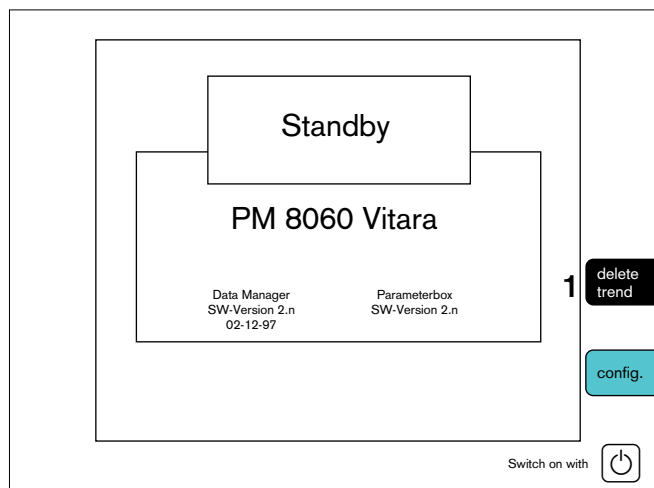 Standby
PM 8060 Vitara
Data Manager
SW-Version 2.n
02-12-97
Parameterbox
SW-Version 2.n
1
delete
trend
config.
Switch on with